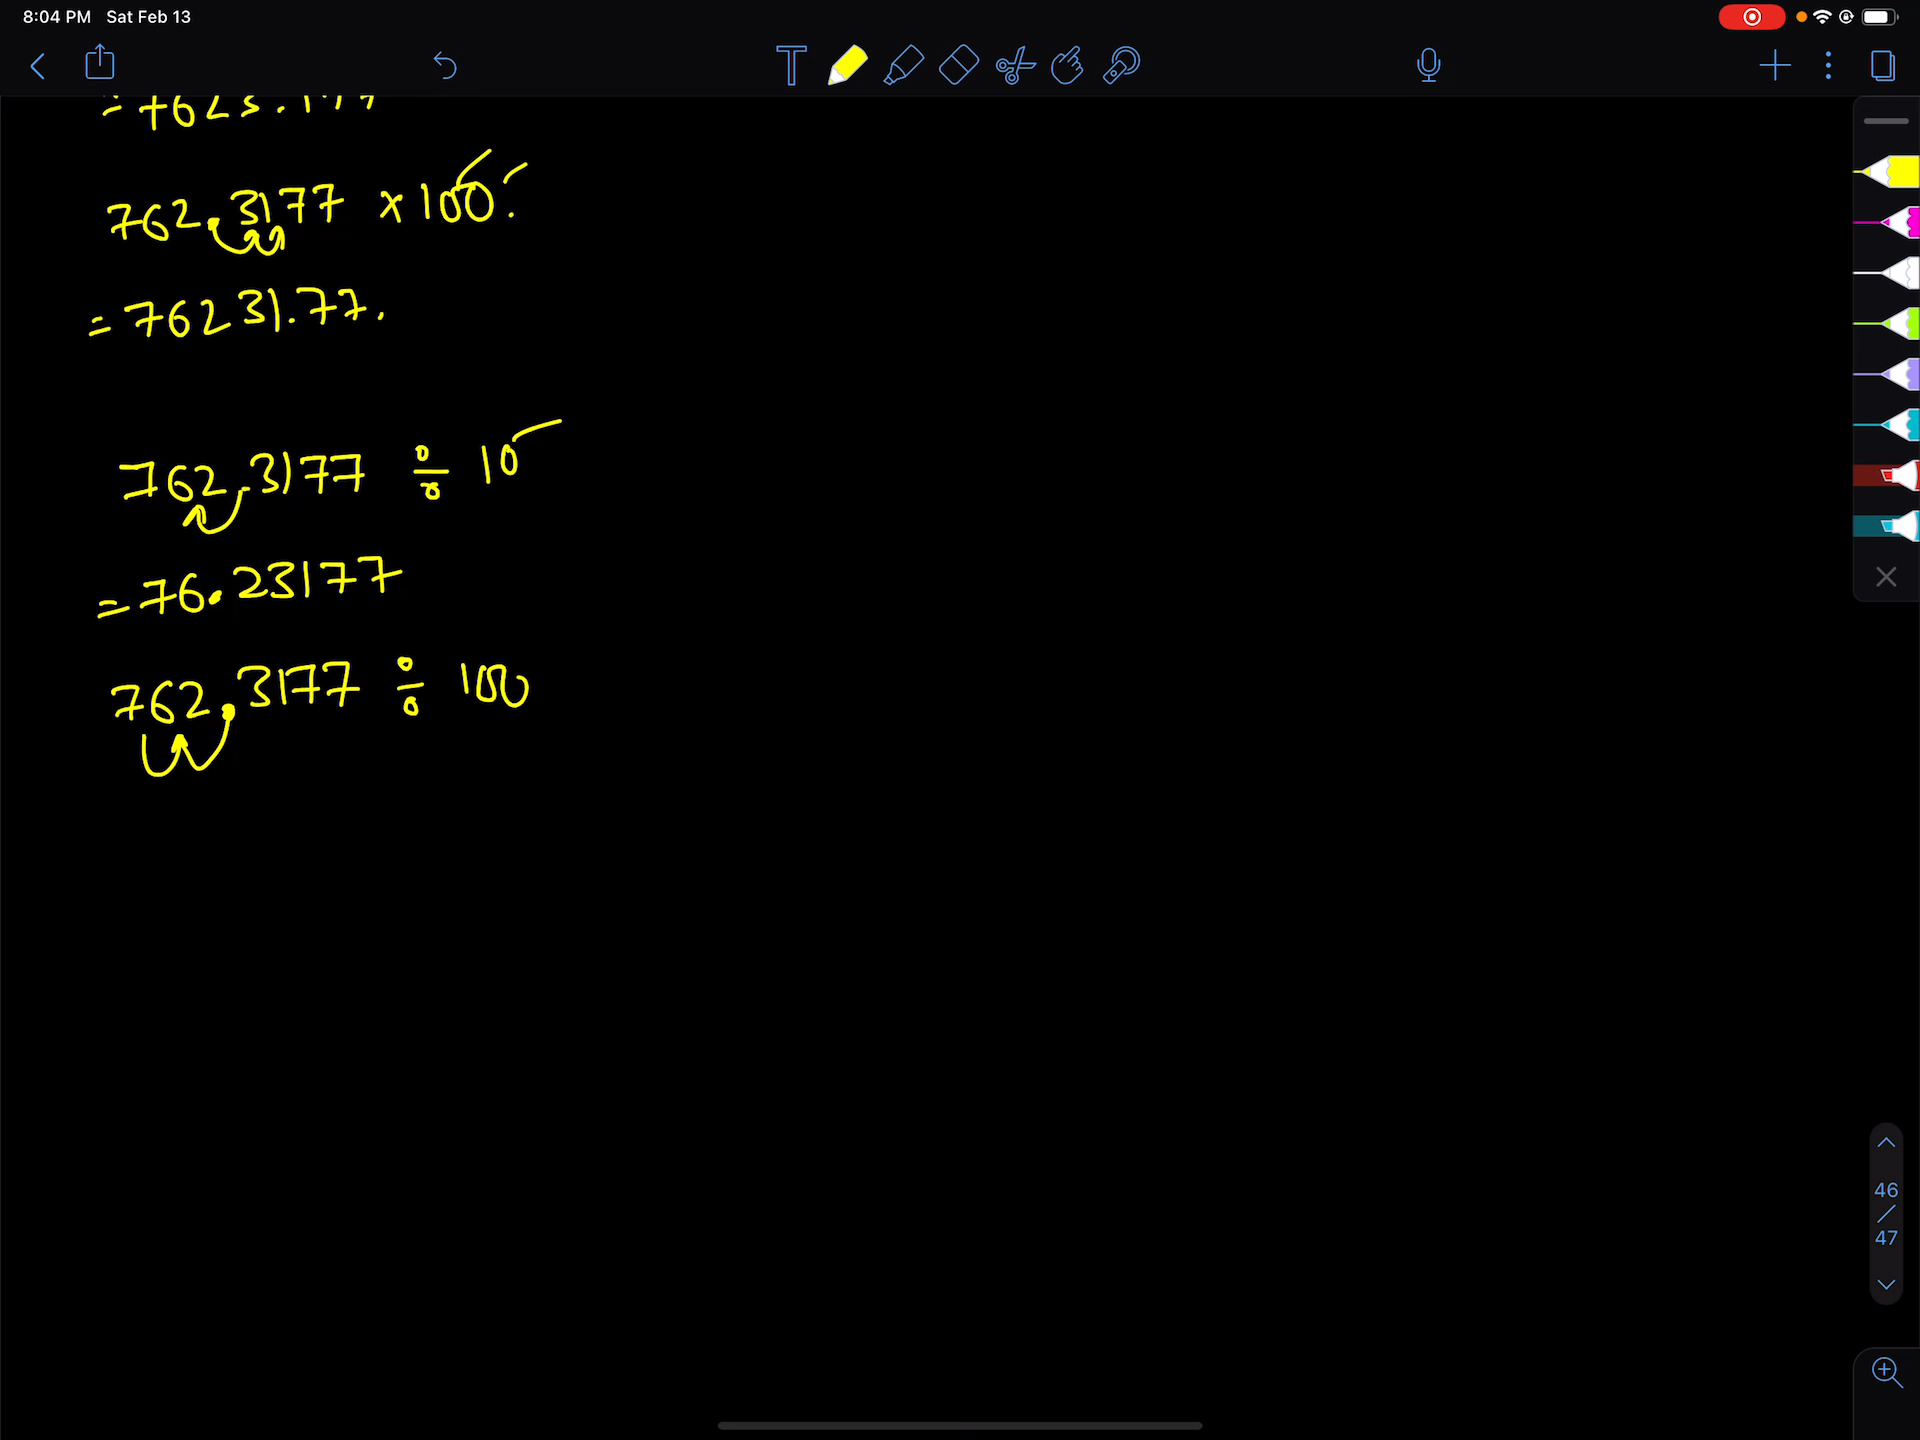 8:04 PM Sat Feb 13
762.3177 x 100.
= 76231.77.
762.3177 ÷ 10
= 76.23177
762.3177 ÷ 100
46
/
47